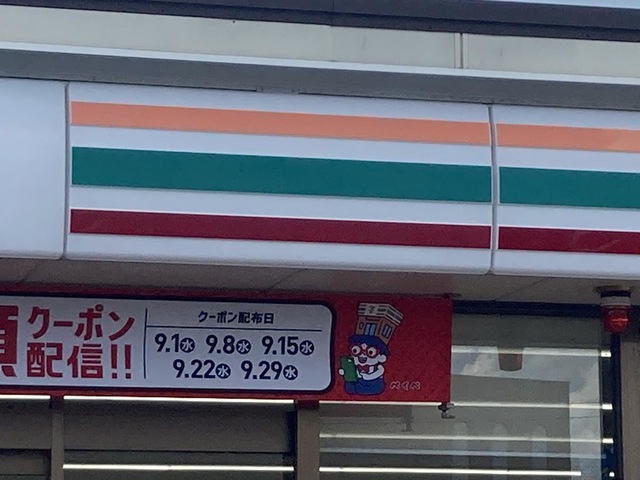 クーポン
配信!!
クーポン配布日
9.1水 9.8水 9.15水
9.22水 9.29水